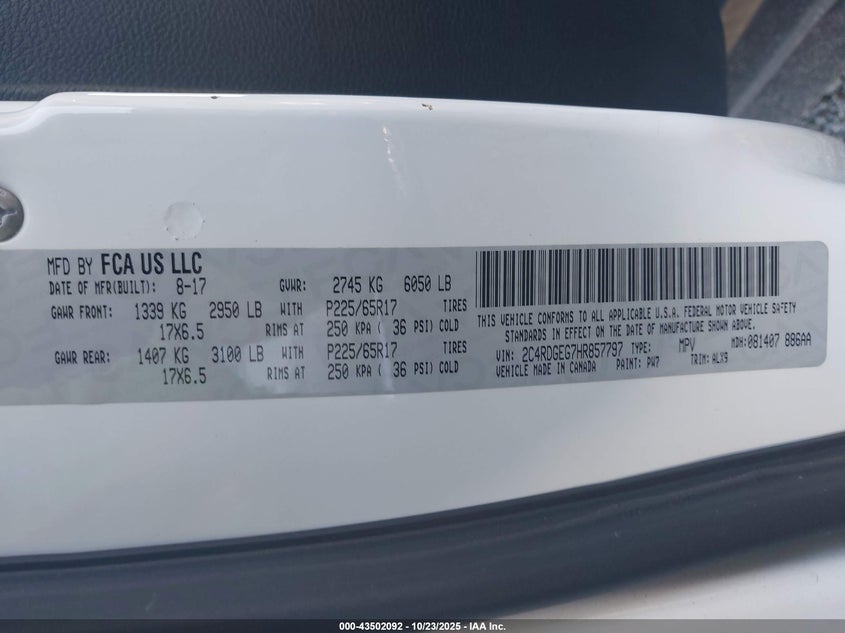 MFD BY FCA US LLC
DATE OF MFR(BUILT): 8-17 GVWR: 2745 KG 6050 LB
GAWR FRONT: 1339 KG 2950 LB WITH P225/65R17 TIRES
17X6.5 RIMS AT 250 KPA ( 36 PSI) COLD
GAWR REAR: 1407 KG 3100 LB WITH P225/65R17 TIRES
17X6.5 RIMS AT 250 KPA ( 36 PSI) COLD
THIS VEHICLE CONFORMS TO ALL APPLICABLE U.S.A. FEDERAL MOTOR VEHICLE SAFETY
STANDARDS IN EFFECT ON THE DATE OF MANUFACTURE SHOWN ABOVE.
VIN: 2C4RDGEG7HR857797 TYPE: MPV MDH:081407 886AA
VEHICLE MADE IN CANADA PAINT: PW7 TRIM: ALX9
000-43502092 - 10/23/2025 - IAA Inc.